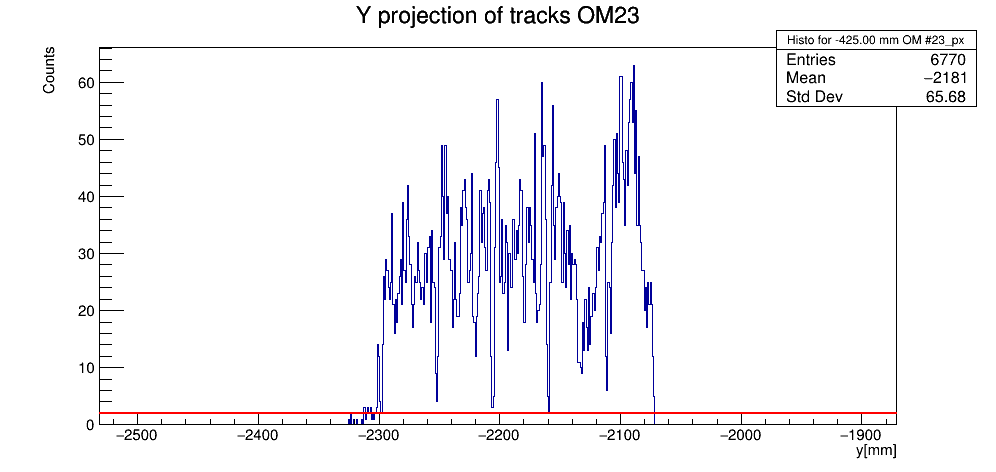 Y projection of tracks OM23
Histo for -425.00 mm OM #23_px
Entries 6770
Mean −2181
Std Dev 65.68
Counts
60
50
40
30
20
10
0
−2500 −2400 −2300 −2200 −2100 −2000 −1900
y[mm]